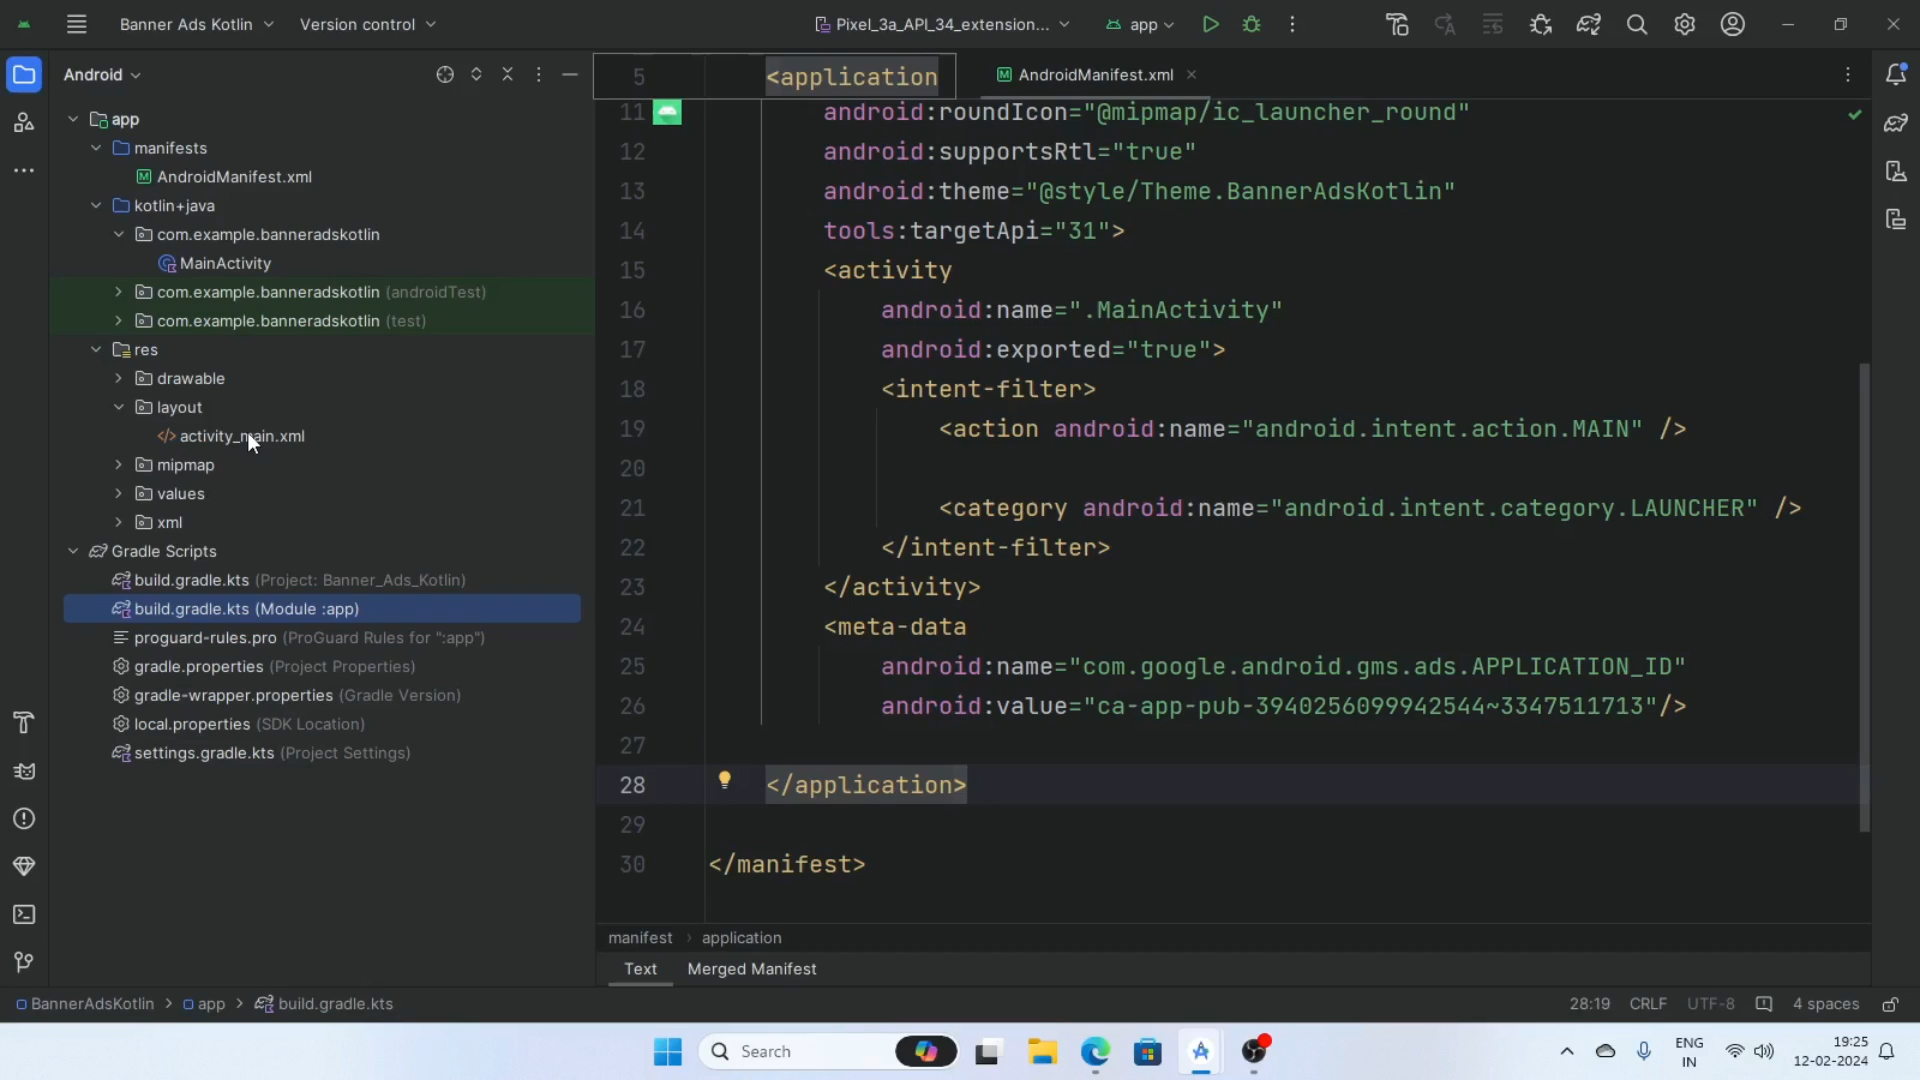 Banner Ads Kotlin
Version control
Pixel_3a_API_34_extension...
app
Android
app
manifests
AndroidManifest.xml
kotlin+java
com.example.banneradskotlin
MainActivity
com.example.banneradskotlin (androidTest)
com.example.banneradskotlin (test)
res
drawable
layout
activity_main.xml
mipmap
values
xml
Gradle Scripts
build.gradle.kts (Project: Banner_Ads_Kotlin)
build.gradle.kts (Module :app)
proguard-rules.pro (ProGuard Rules for ":app")
gradle.properties (Project Properties)
gradle-wrapper.properties (Gradle Version)
local.properties (SDK Location)
settings.gradle.kts (Project Settings)
AndroidManifest.xml
5 <application
11 android:roundIcon="@mipmap/ic_launcher_round"
12 android:supportsRtl="true"
13 android:theme="@style/Theme.BannerAdsKotlin"
14 tools:targetApi="31">
15 <activity
16 android:name=".MainActivity"
17 android:exported="true">
18 <intent-filter>
19 <action android:name="android.intent.action.MAIN" />
20
21 <category android:name="android.intent.category.LAUNCHER" />
22 </intent-filter>
23 </activity>
24 <meta-data
25 android:name="com.google.android.gms.ads.APPLICATION_ID"
26 android:value="ca-app-pub-3940256099942544~3347511713"/>
27
28 </application>
29
30 </manifest>
manifest > application
Text Merged Manifest
BannerAdsKotlin > app > build.gradle.kts
28:19 CRLF UTF-8 4 spaces
Search
ENG
IN
19:25
12-02-2024